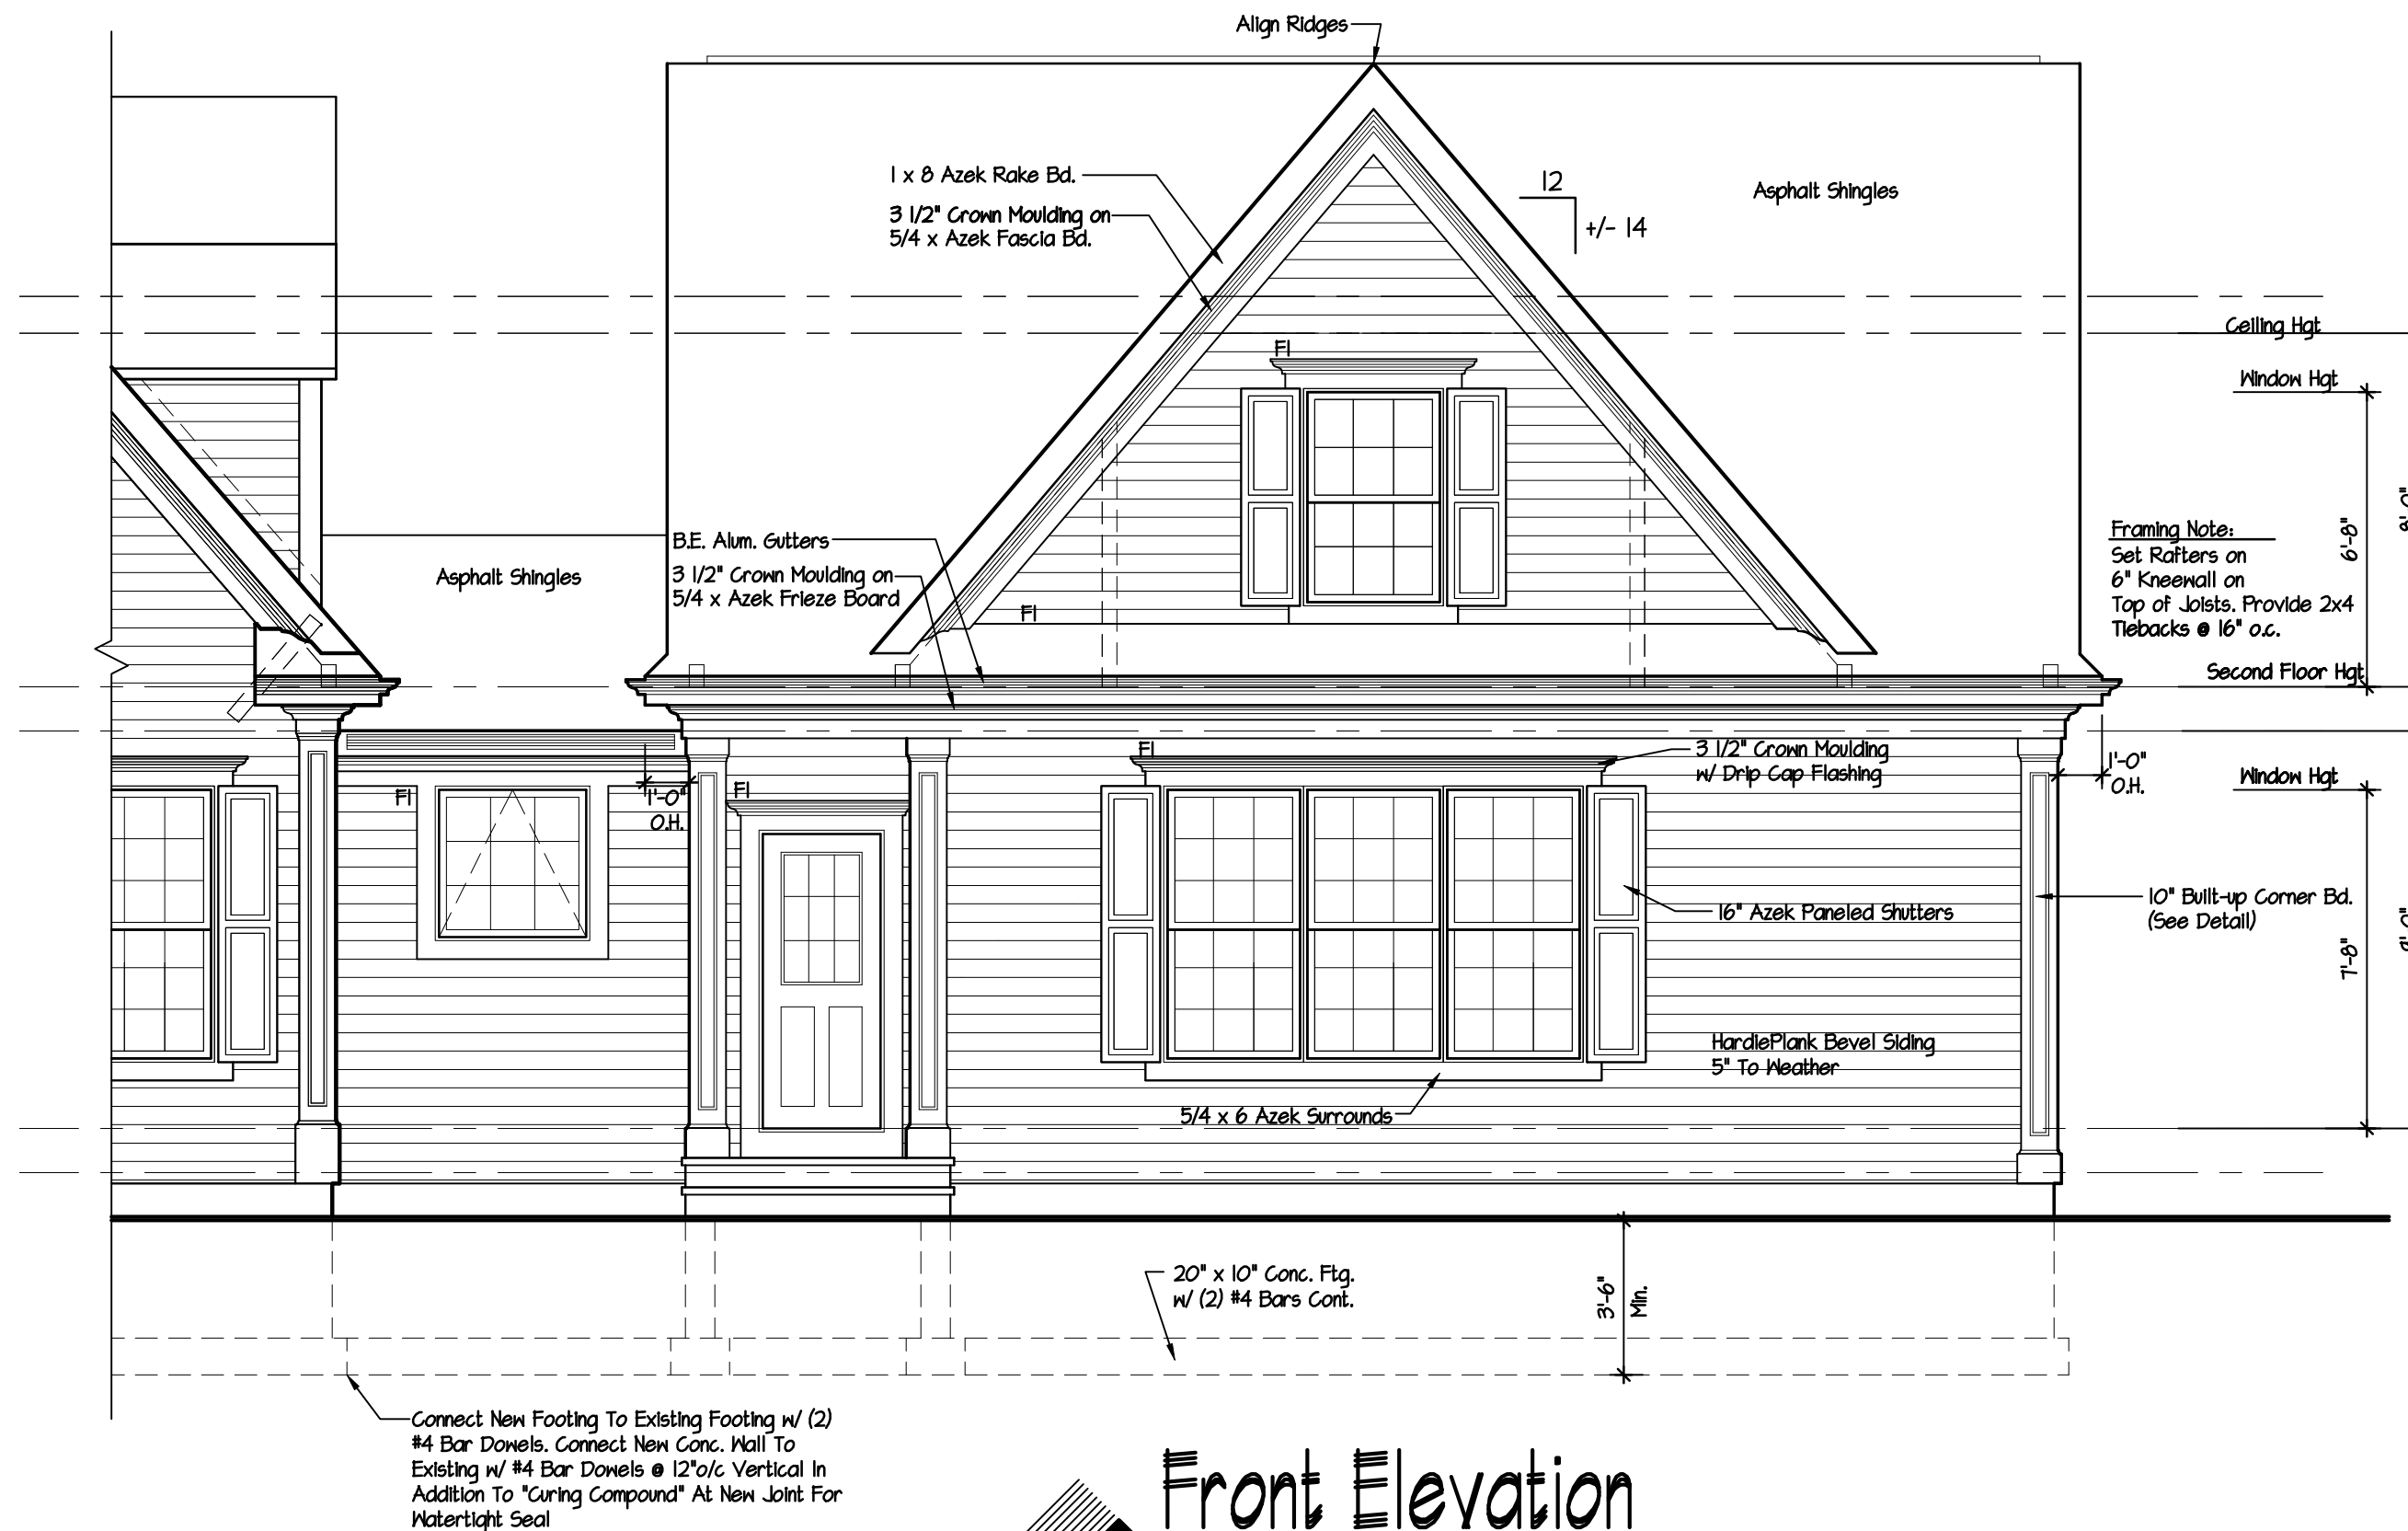 Align Ridges
1 x 8 Azek Rake Bd.
3 1/2" Crown Moulding on
5/4 x Azek Fascia Bd.
12
+/- 14
Asphalt Shingles
Ceiling Hgt
Window Hgt
Fl
6'-8"
8'-0"
Framing Note:
Set Rafters on
6" Kneewall on
Top of Joists. Provide 2x4
Tiebacks @ 16" o.c.
B.E. Alum. Gutters
3 1/2" Crown Moulding on
5/4 x Azek Frieze Board
Asphalt Shingles
Fl
Second Floor Hgt
Fl
3 1/2" Crown Moulding
w/ Drip Cap Flashing
1'-0"
O.H.
Window Hgt
Fl
1'-0"
O.H.
Fl
16" Azek Paneled Shutters
10" Built-up Corner Bd.
(See Detail)
7'-8"
HardiePlank Bevel Siding
5" To Weather
5/4 x 6 Azek Surrounds
20" x 10" Conc. Ftg.
w/ (2) #4 Bars Cont.
3'-6"
Min.
Connect New Footing To Existing Footing w/ (2)
#4 Bar Dowels. Connect New Conc. Wall To
Existing w/ #4 Bar Dowels @ 12"o/c Vertical In
Addition To "Curing Compound" At New Joint For
Watertight Seal
Front Elevation